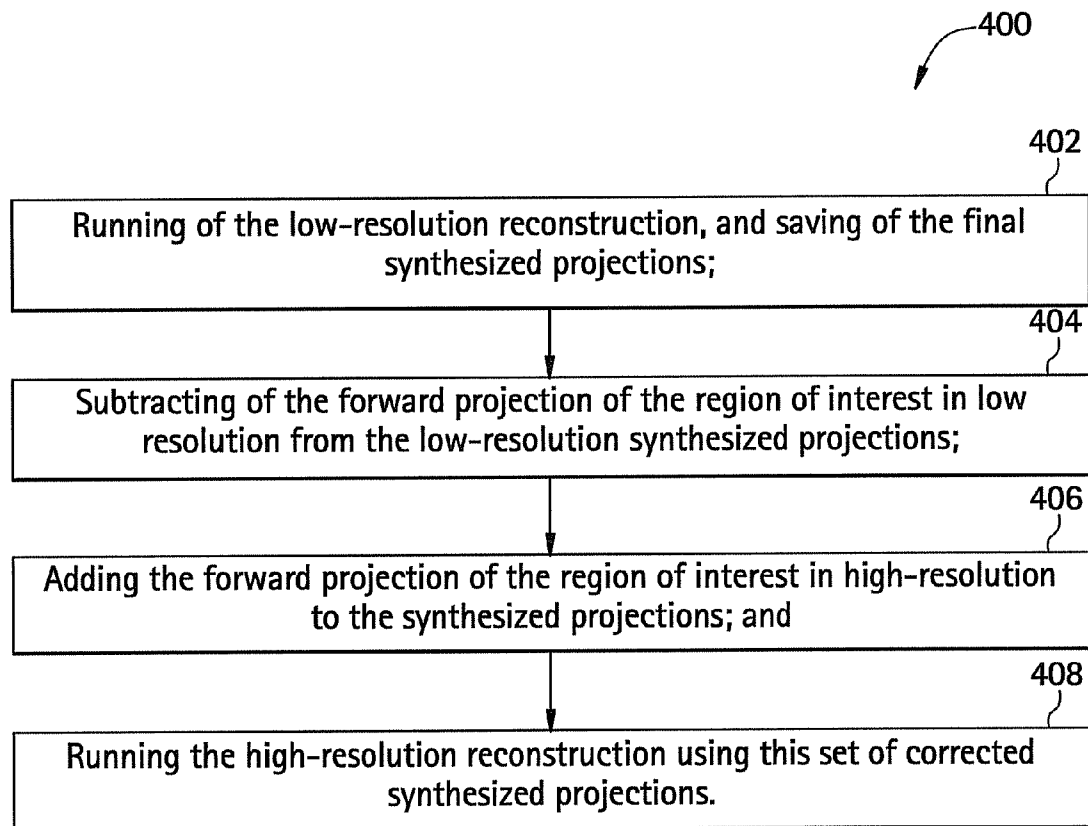 400
402
Running of the low-resolution reconstruction, and saving of the final
synthesized projections;
404
Subtracting of the forward projection of the region of interest in low
resolution from the low-resolution synthesized projections;
406
Adding the forward projection of the region of interest in high-resolution
to the synthesized projections; and
408
Running the high-resolution reconstruction using this set of corrected
synthesized projections.